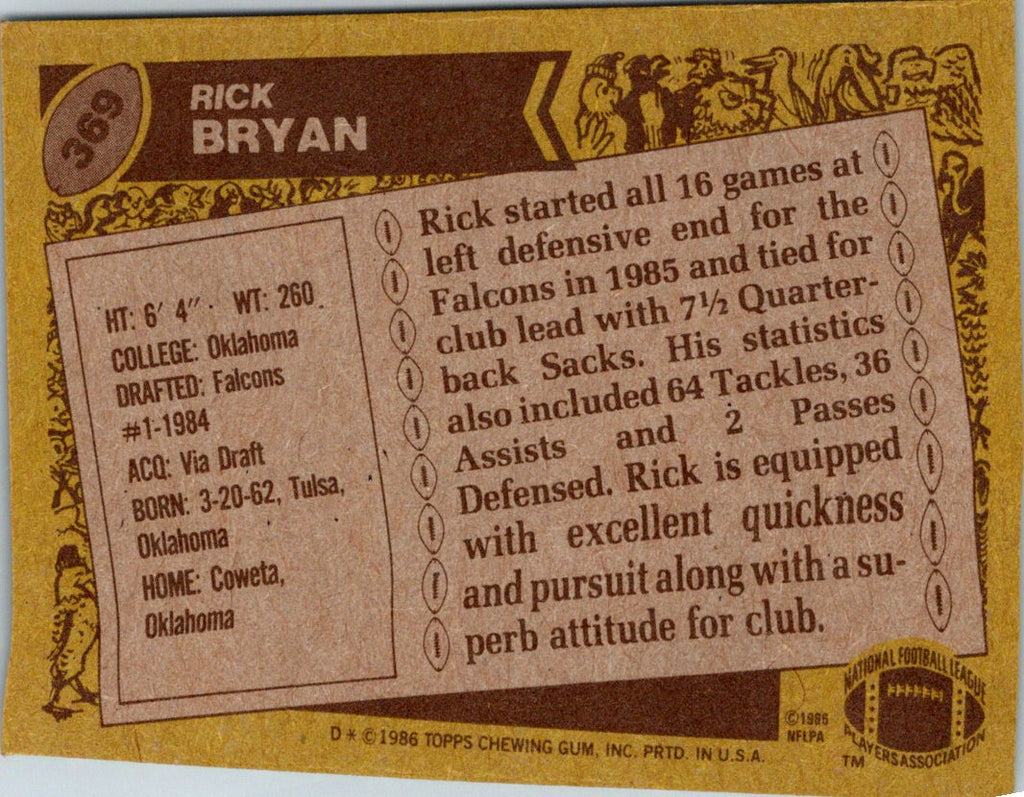 369
RICK
BRYAN
HT: 6' 4" · WT: 260
COLLEGE: Oklahoma
DRAFTED: Falcons
#1-1984
ACQ: Via Draft
BORN: 3-20-62, Tulsa,
Oklahoma
HOME: Coweta,
Oklahoma
Rick started all 16 games at
left defensive end for the
Falcons in 1985 and tied for
club lead with 7½ Quarter-
back Sacks. His statistics
also included 64 Tackles, 36
Assists and 2 Passes
Defensed. Rick is equipped
with excellent quickness
and pursuit along with a su-
perb attitude for club.
D * © 1986 TOPPS CHEWING GUM, INC. PRTD. IN U.S.A.
©1986
NFLPA
NATIONAL FOOTBALL LEAGUE
PLAYERS ASSOCIATION
TM